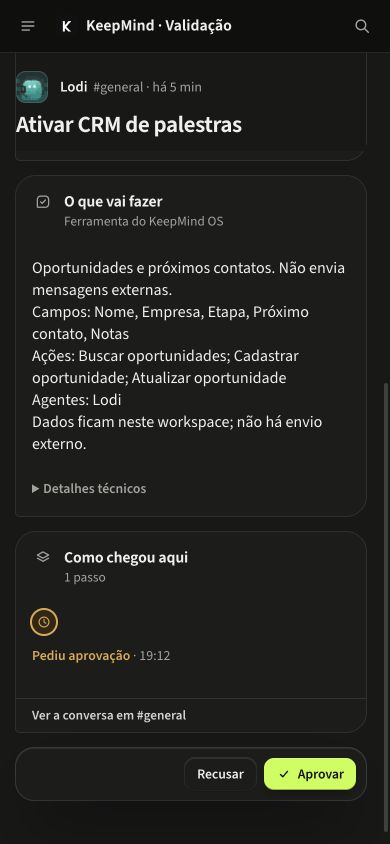 K KeepMind · Validação
Lodi #general · há 5 min
Ativar CRM de palestras
O que vai fazer
Ferramenta do KeepMind OS
Oportunidades e próximos contatos. Não envia
mensagens externas.
Campos: Nome, Empresa, Etapa, Próximo
contato, Notas
Ações: Buscar oportunidades; Cadastrar
oportunidade; Atualizar oportunidade
Agentes: Lodi
Dados ficam neste workspace; não há envio
externo.
Detalhes técnicos
Como chegou aqui
1 passo
Pediu aprovação · 19:12
Ver a conversa em #general
Recusar Aprovar